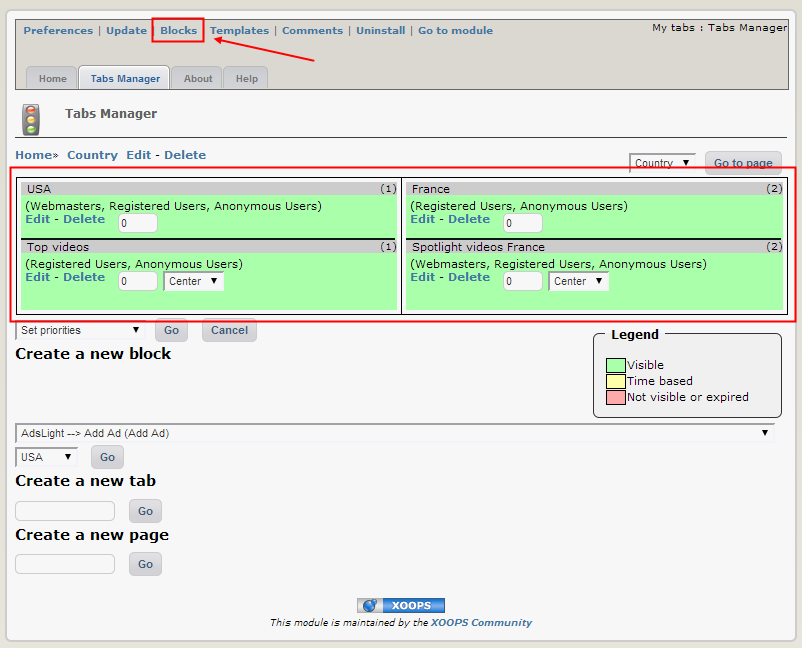 Preferences | Update | Blocks | Templates | Comments | Uninstall | Go to module
My tabs : Tabs Manager
Home Tabs Manager About Help
Tabs Manager
Home» Country Edit - Delete
Country ▼ Go to page
USA (1)
(Webmasters, Registered Users, Anonymous Users)
Edit - Delete 0
Top videos (1)
(Registered Users, Anonymous Users)
Edit - Delete 0 Center ▼
France (2)
(Registered Users, Anonymous Users)
Edit - Delete 0
Spotlight videos France (2)
(Webmasters, Registered Users, Anonymous Users)
Edit - Delete 0 Center ▼
Set priorities ▼ Go Cancel
Create a new block
Legend
Visible
Time based
Not visible or expired
AdsLight --> Add Ad (Add Ad) ▼
USA ▼ Go
Create a new tab
Go
Create a new page
Go
XOOPS
This module is maintained by the XOOPS Community